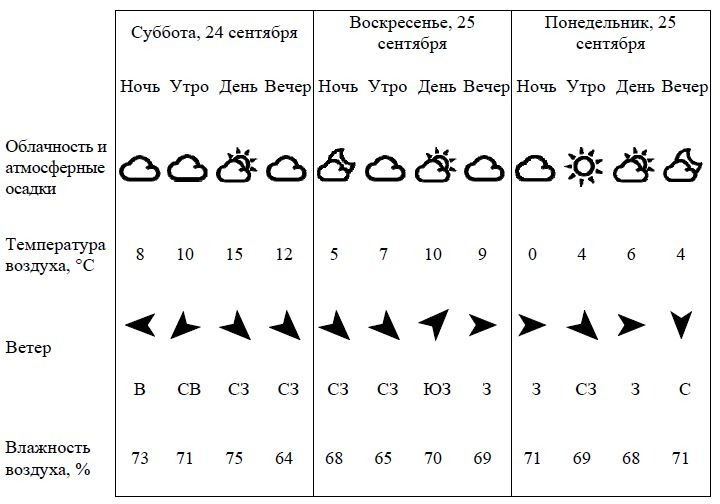 Суббота, 24 сентября
Воскресенье, 25
сентября
Понедельник, 25
сентября
Ночь Утро День Вечер Ночь Утро День Вечер Ночь Утро День Вечер
Облачность и
атмосферные
осадки
Температура
воздуха, °С
8 10 15 12 5 7 10 9 0 4 6 4
Ветер
В СВ СЗ СЗ СЗ СЗ ЮЗ З З СЗ З С
Влажность
воздуха, %
73 71 75 64 68 65 70 69 71 69 68 71